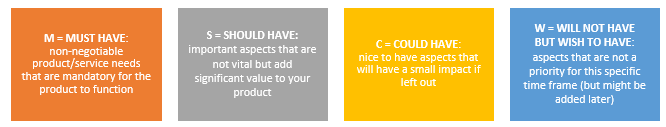 M = MUST HAVE:
non-negotiable
product/service needs
that are mandatory for the
product to function
S = SHOULD HAVE:
important aspects that are
not vital but add
significant value to your
product
C = COULD HAVE:
nice to have aspects that
will have a small impact if
left out
W = WILL NOT HAVE
BUT WISH TO HAVE:
aspects that are not a
priority for this specific
time frame (but might be
added later)